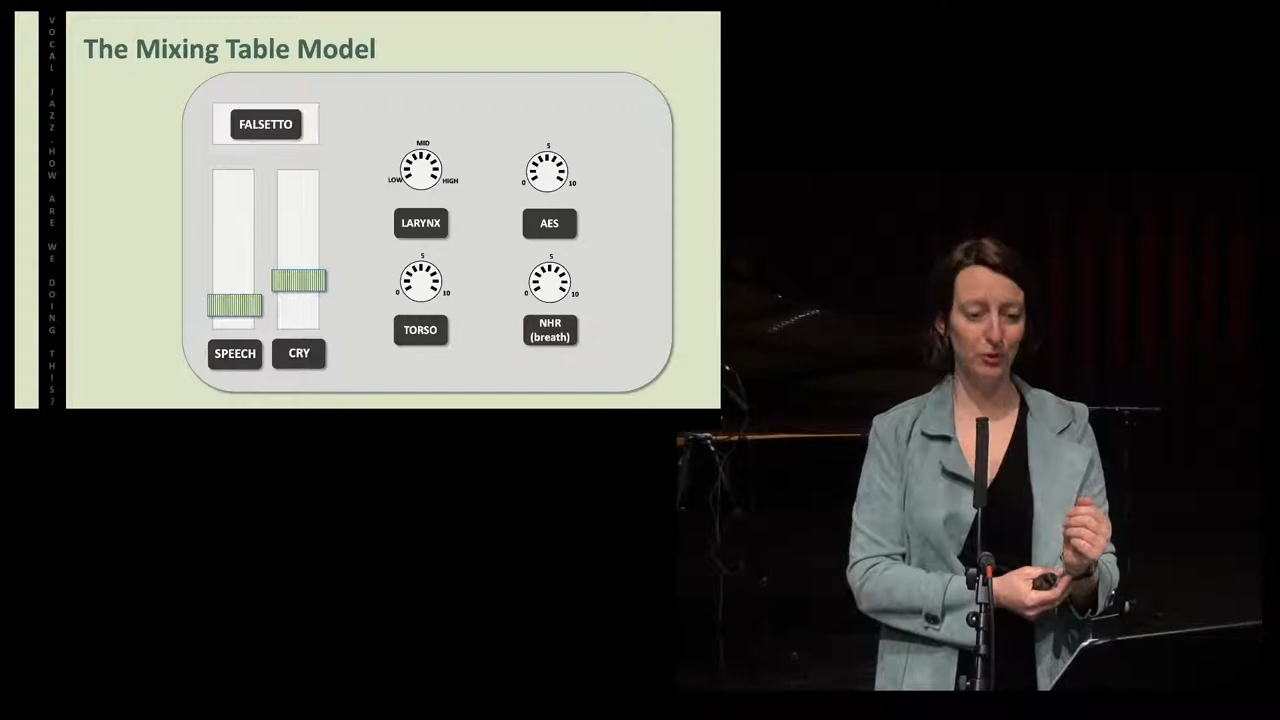 VOCAL JAZZ. HOW ARE WE DOING THIS?
The Mixing Table Model
FALSETTO
SPEECH
CRY
MID
LOW
HIGH
LARYNX
5
0
10
AES
5
0
10
TORSO
5
0
10
NHR
(breath)